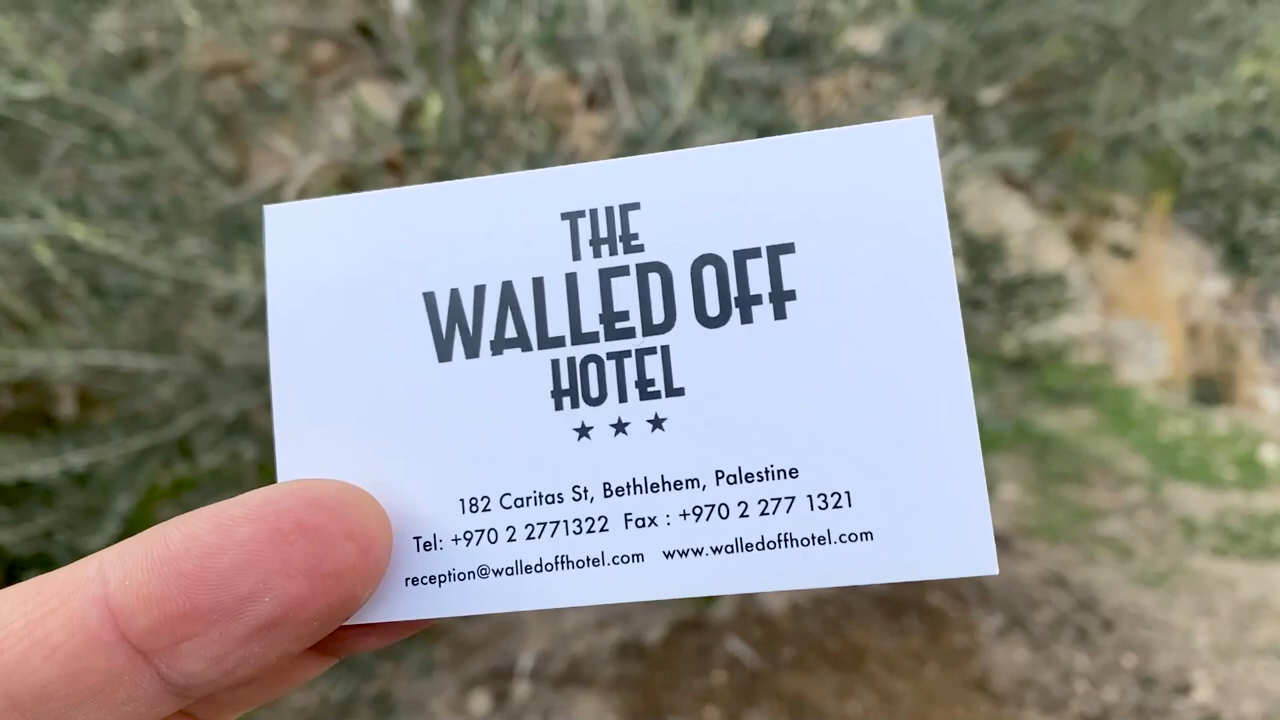 THE
WALLED OFF
HOTEL
★ ★ ★
182 Caritas St, Bethlehem, Palestine
Tel: +970 2 2771322 Fax : +970 2 277 1321
reception@walledoffhotel.com www.walledoffhotel.com